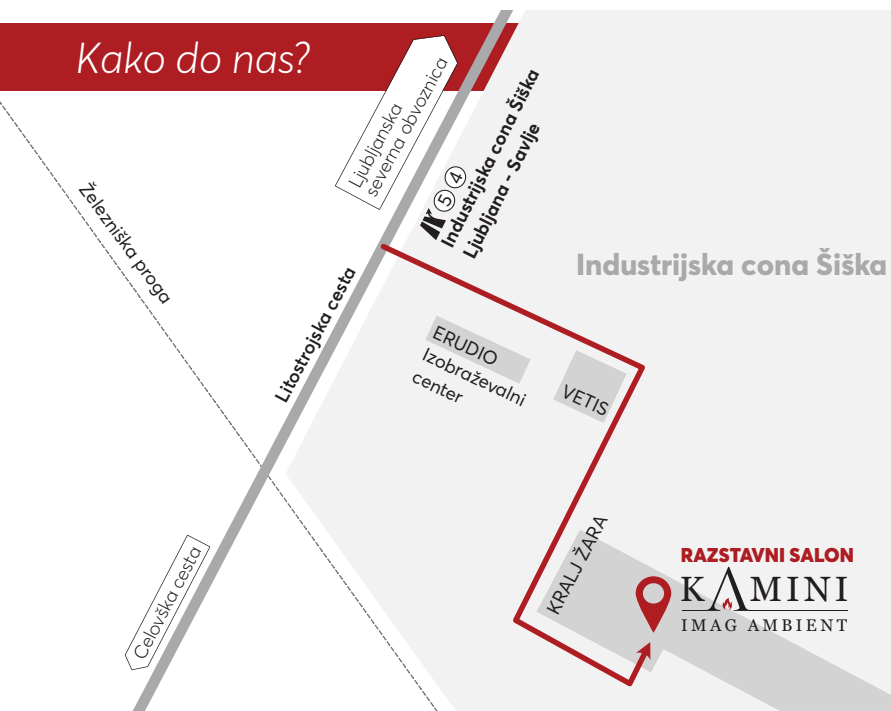 Kako do nas?
Ljubljanska
severna obvoznica
5 4
Industrijska cona Šiška
Ljubljana - Savlje
Železniška proga
Industrijska cona Šiška
Litostrojska cesta
ERUDIO
Izobraževalni
center
VETIS
KRALJ ŽARA
Celovška cesta
RAZSTAVNI SALON
KAMINI
IMAG AMBIENT